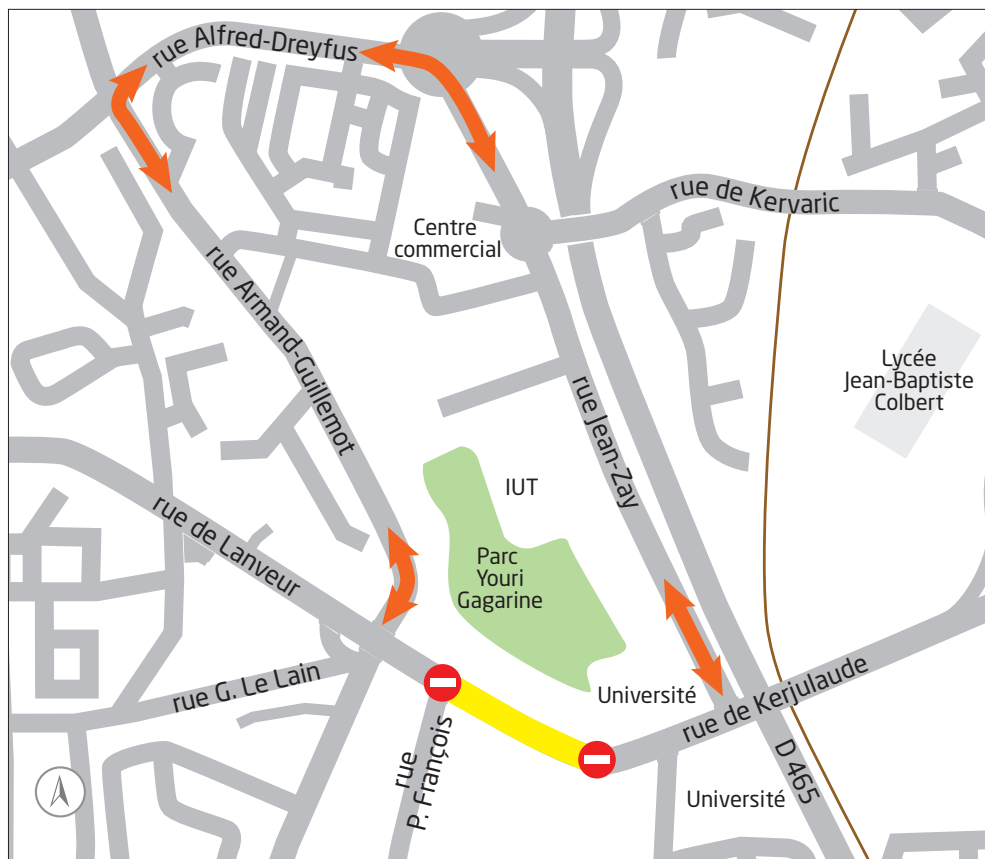 rue Alfred-Dreyfus
rue de Kervaric
Centre
commercial
rue Armand-Guillemot
Lycée
Jean-Baptiste
Colbert
rue Jean-Zay
IUT
rue de Lanveur
Parc
Youri
Gagarine
rue G. Le Lain
Université
rue de Kerjulaude
rue
P. François
D 465
Université